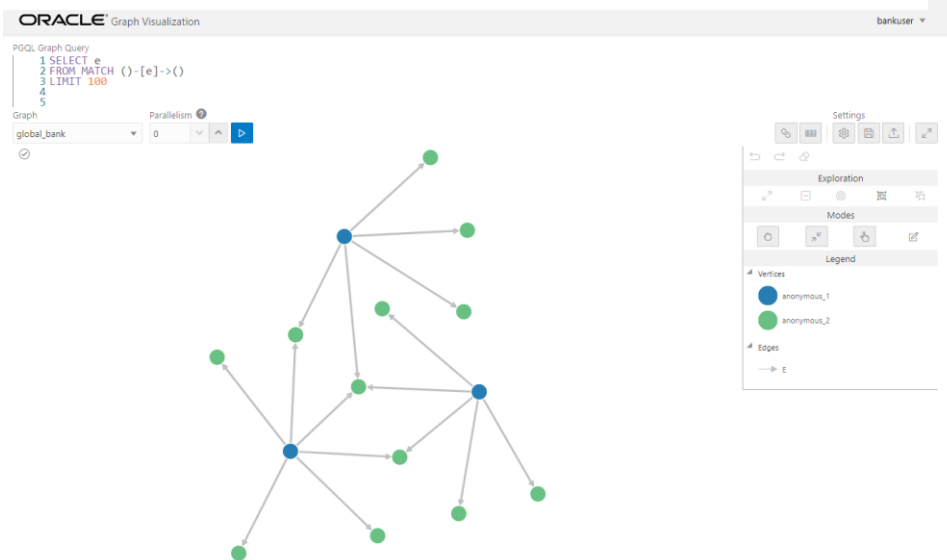 ORACLE® Graph Visualization
bankuser
PGQL Graph Query
1 SELECT e
2 FROM MATCH ()-[e]->()
3 LIMIT 100
4
5
Graph
Parallelism ?
Settings
global_bank
0
Exploration
Modes
Legend
Vertices
anonymous_1
anonymous_2
Edges
E